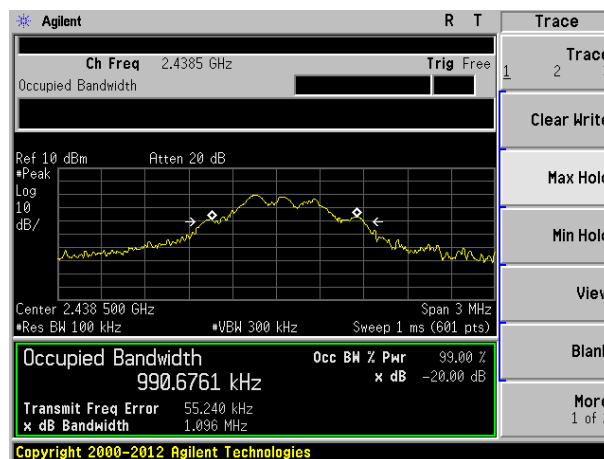 Agilent R T Trace
Ch Freq 2.4385 GHz Trig Free
Occupied Bandwidth
Trace
1 2
Clear Write
Max Hold
Min Hold
View
Blank
More
1 of
Ref 10 dBm Atten 20 dB
#Peak
Log
10
dB/
Center 2.438 500 GHz Span 3 MHz
#Res BW 100 kHz #VBW 300 kHz Sweep 1 ms (601 pts)
Occupied Bandwidth Occ BW % Pwr 99.00 %
990.6761 kHz x dB -20.00 dB
Transmit Freq Error 55.240 kHz
x dB Bandwidth 1.096 MHz
Copyright 2000-2012 Agilent Technologies